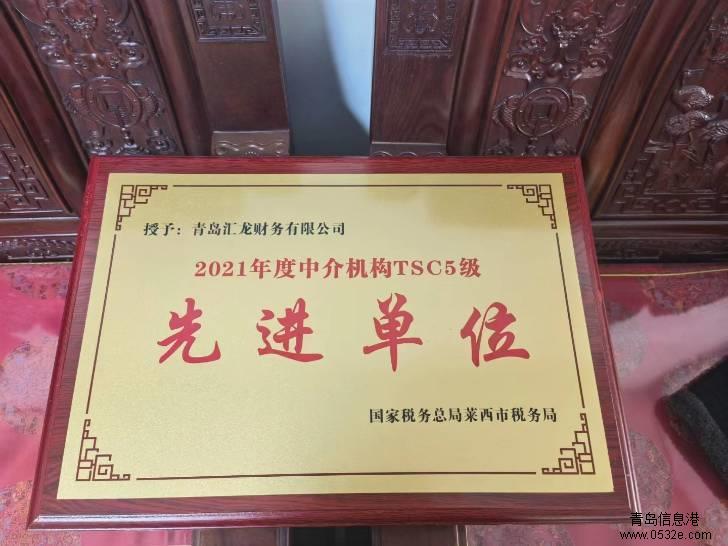 授予：青岛汇龙财务有限公司
2021年度中介机构TSC5级
先进单位
国家税务总局莱西市税务局
青岛信息港
www.0532e.com